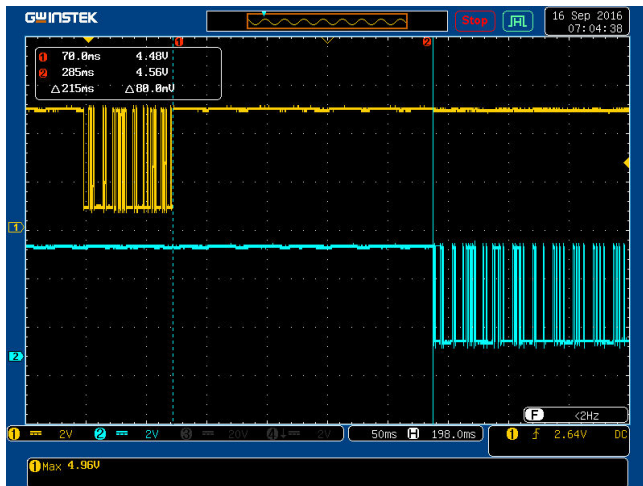 GWINSTEK
Stop
16 Sep 2016
07:04:38
1
2
1 70.0ms 4.48V
2 285ms 4.56V
△215ms △80.0mV
1
2
F <2Hz
1 2V 2 2V 3 20V 4 2V 50ms H 198.0ms 1 2.64V DC
1 Max 4.96V